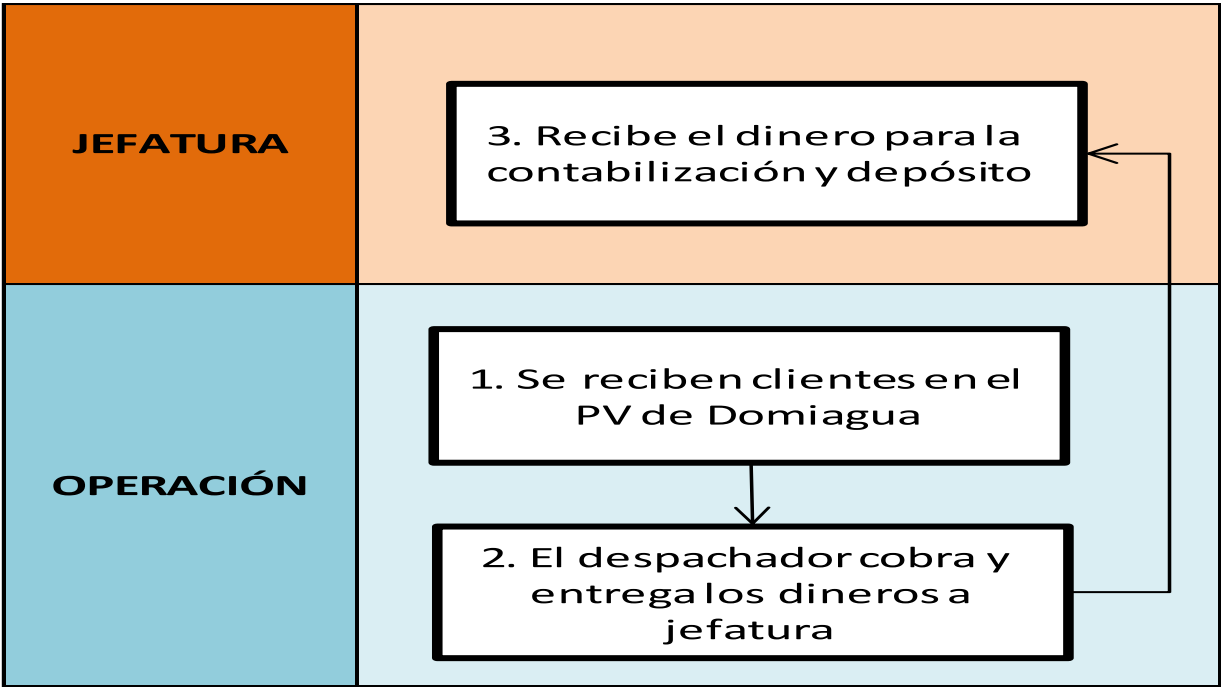 JEFATURA
3. Recibe el dinero para la
contabilización y depósito
OPERACIÓN
1. Se reciben clientes en el
PV de Domiagua
2. El despachador cobra y
entrega los dineros a
jefatura